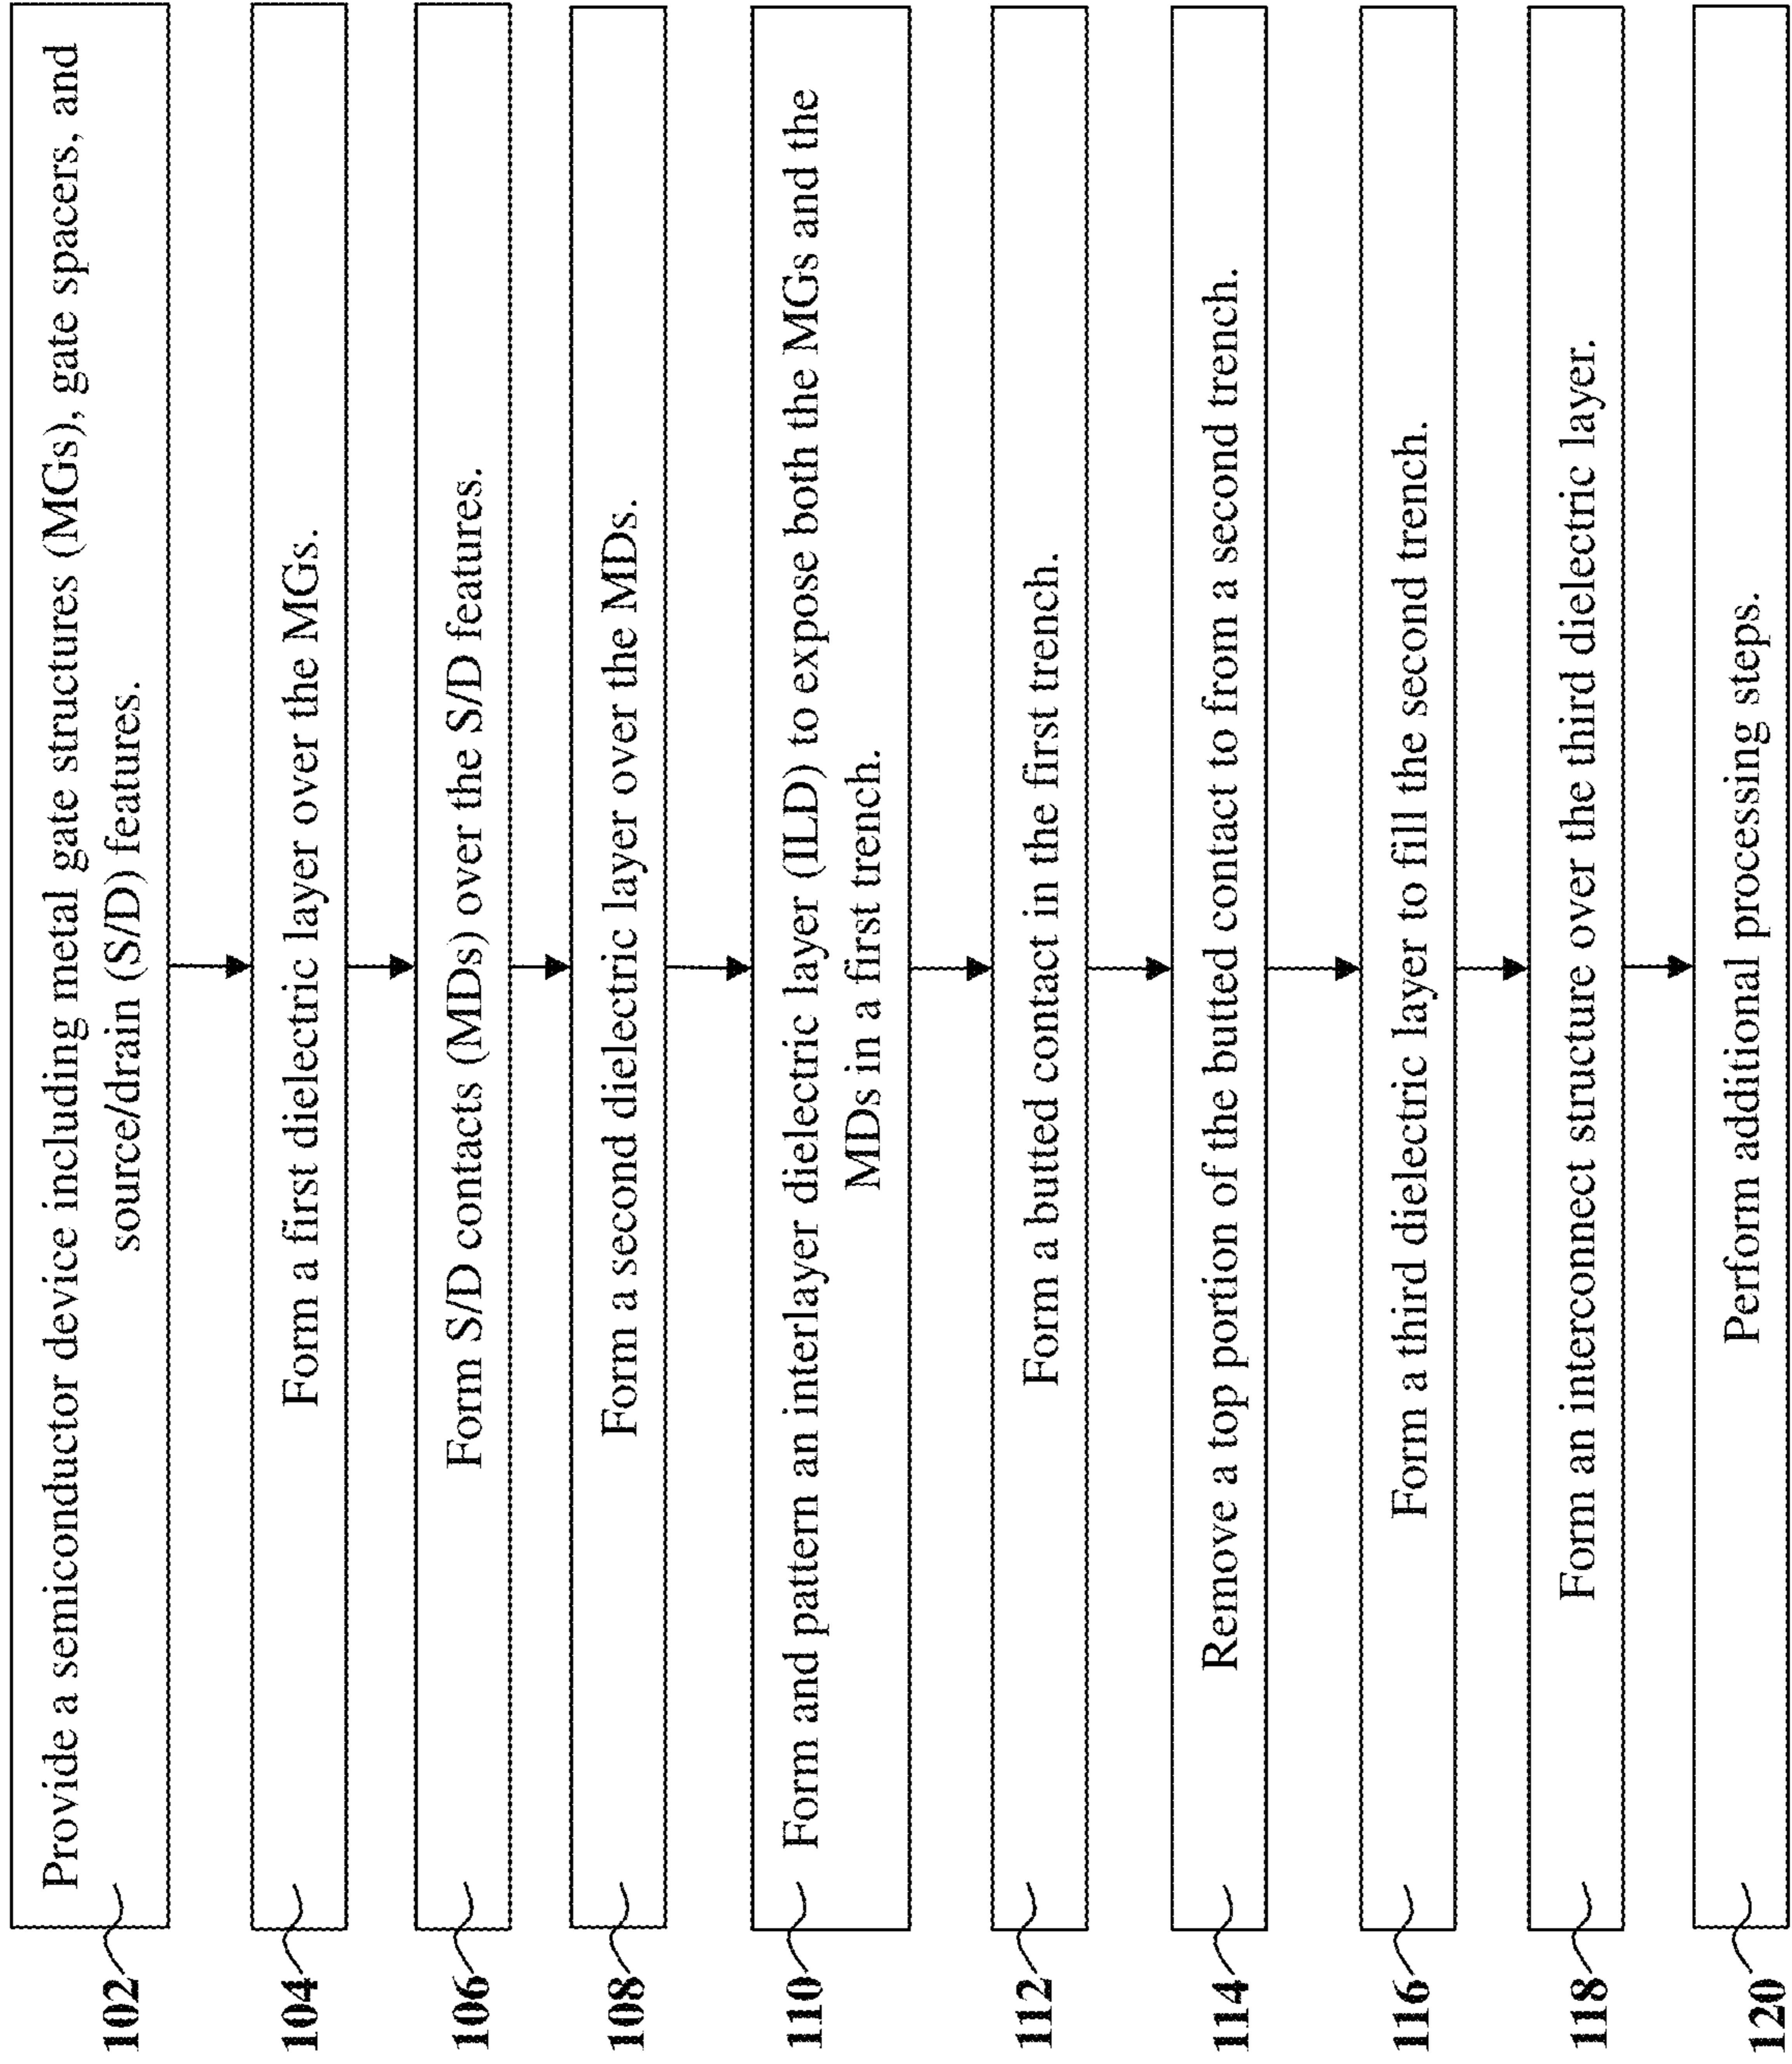 102
Provide a semiconductor device including metal gate structures (MGs), gate spacers, and
source/drain (S/D) features.
104
Form a first dielectric layer over the MGs.
106
Form S/D contacts (MDs) over the S/D features.
108
Form a second dielectric layer over the MDs.
110
Form and pattern an interlayer dielectric layer (ILD) to expose both the MGs and the
MDs in a first trench.
112
Form a butted contact in the first trench.
114
Remove a top portion of the butted contact to from a second trench.
116
Form a third dielectric layer to fill the second trench.
118
Form an interconnect structure over the third dielectric layer.
120
Perform additional processing steps.